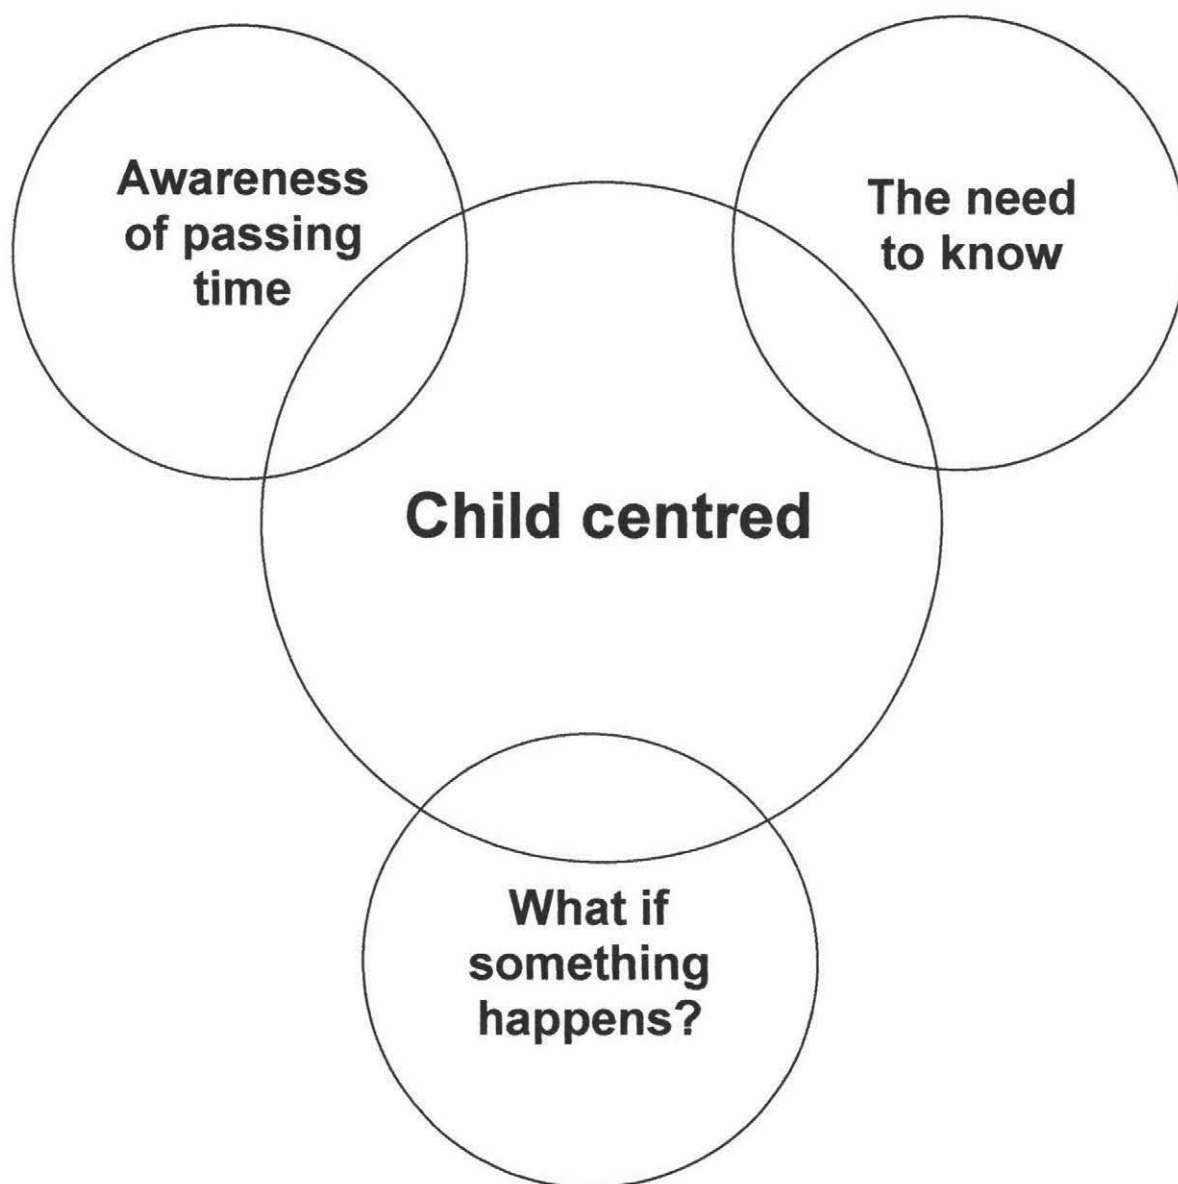 Awareness
of passing
time
The need
to know
Child centred
What if
something
happens?